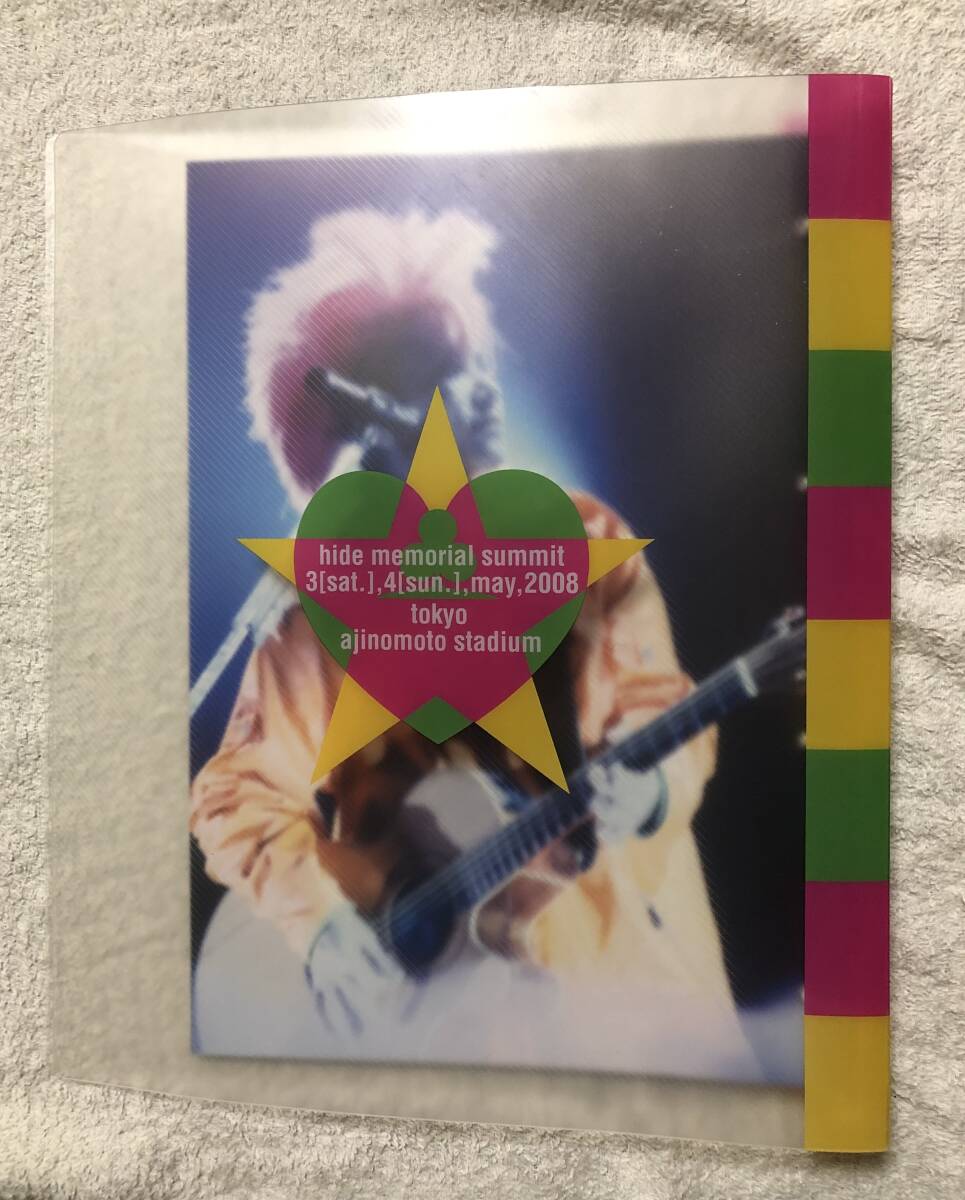 hide memorial summit
3[sat.],4[sun.],may,2008
tokyo
ajinomoto stadium